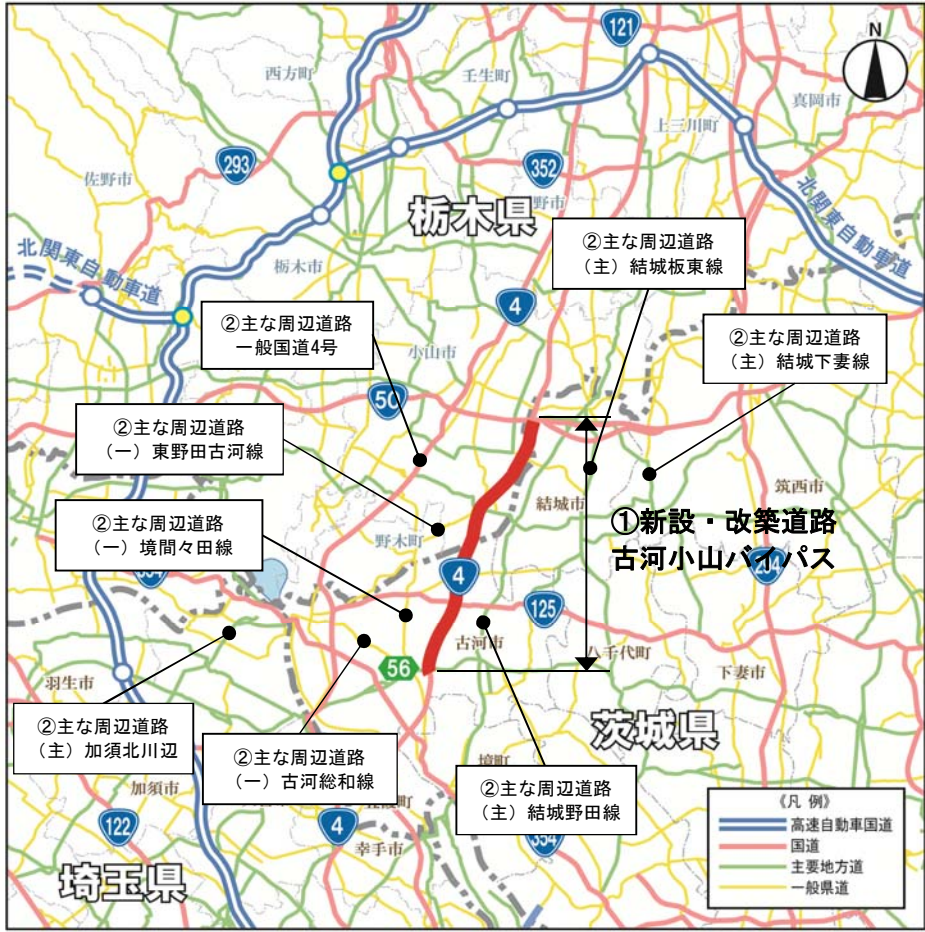 121
N
西方町
壬生町
真岡市
上三川町
293
352
佐野市
野市
栃木県
北関東自動車道
②主な周辺道路
（主）結城板東線
北関東自動車道
栃木市
4
②主な周辺道路
一般国道4号
小山市
②主な周辺道路
（主）結城下妻線
50
②主な周辺道路
（一）東野田古河線
結城市
筑西市
①新設・改築道路
古河小山バイパス
②主な周辺道路
（一）境間々田線
野木町
4
294
354
125
古河市
八千代町
56
下妻市
羽生市
茨城県
②主な周辺道路
（主）加須北川辺
②主な周辺道路
（一）古河総和線
境町
②主な周辺道路
（主）結城野田線
加須市
町
122
4
幸手市
354
埼玉県
《凡 例》
高速自動車国道
国道
主要地方道
一般県道